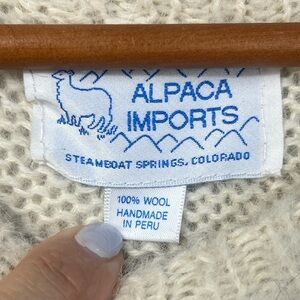 ALPACA
IMPORTS
STEAMBOAT SPRINGS, COLORADO
100% WOOL
HANDMADE
IN PERU